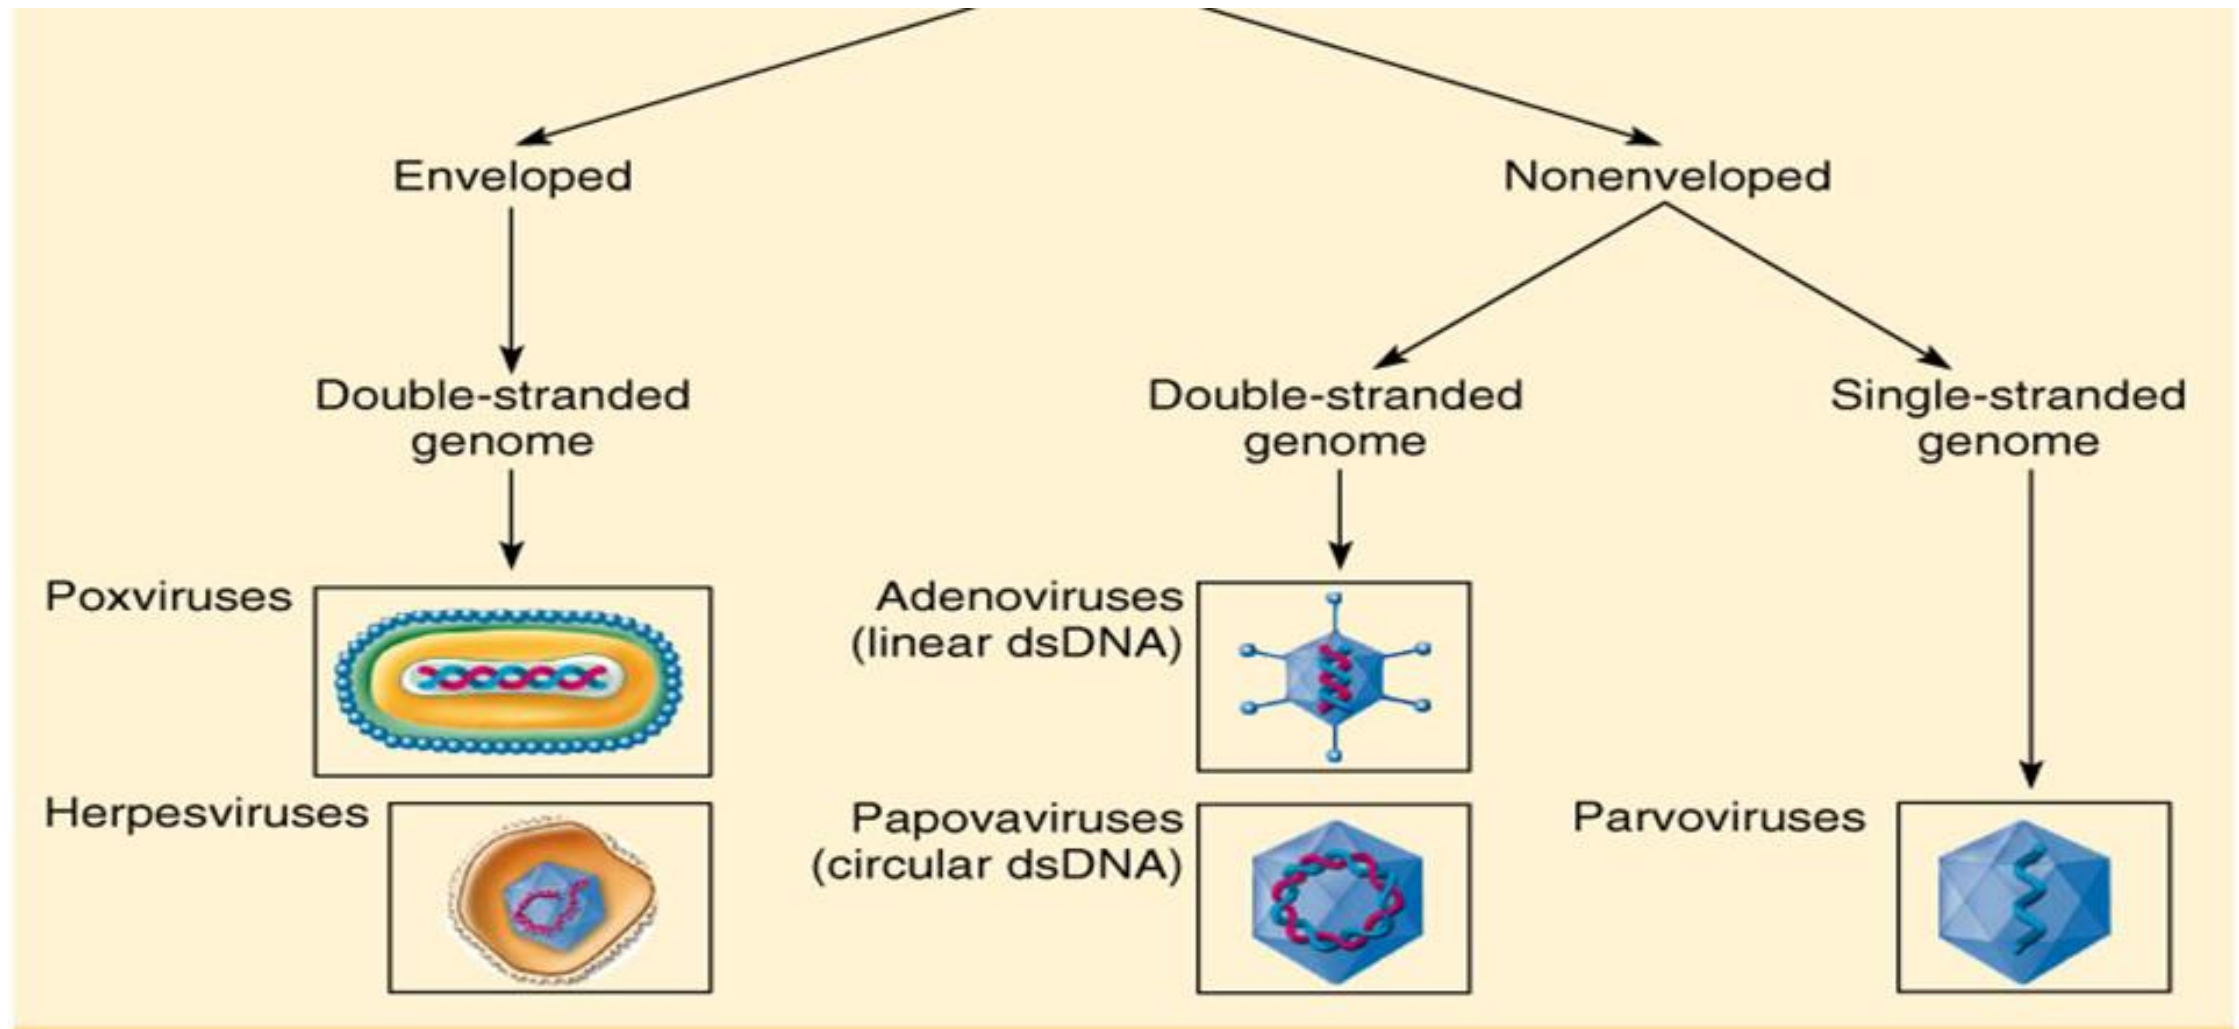 Enveloped
Nonenveloped
Double-stranded
genome
Double-stranded
genome
Single-stranded
genome
Poxviruses
Adenoviruses
(linear dsDNA)
Herpesviruses
Papovaviruses
(circular dsDNA)
Parvoviruses